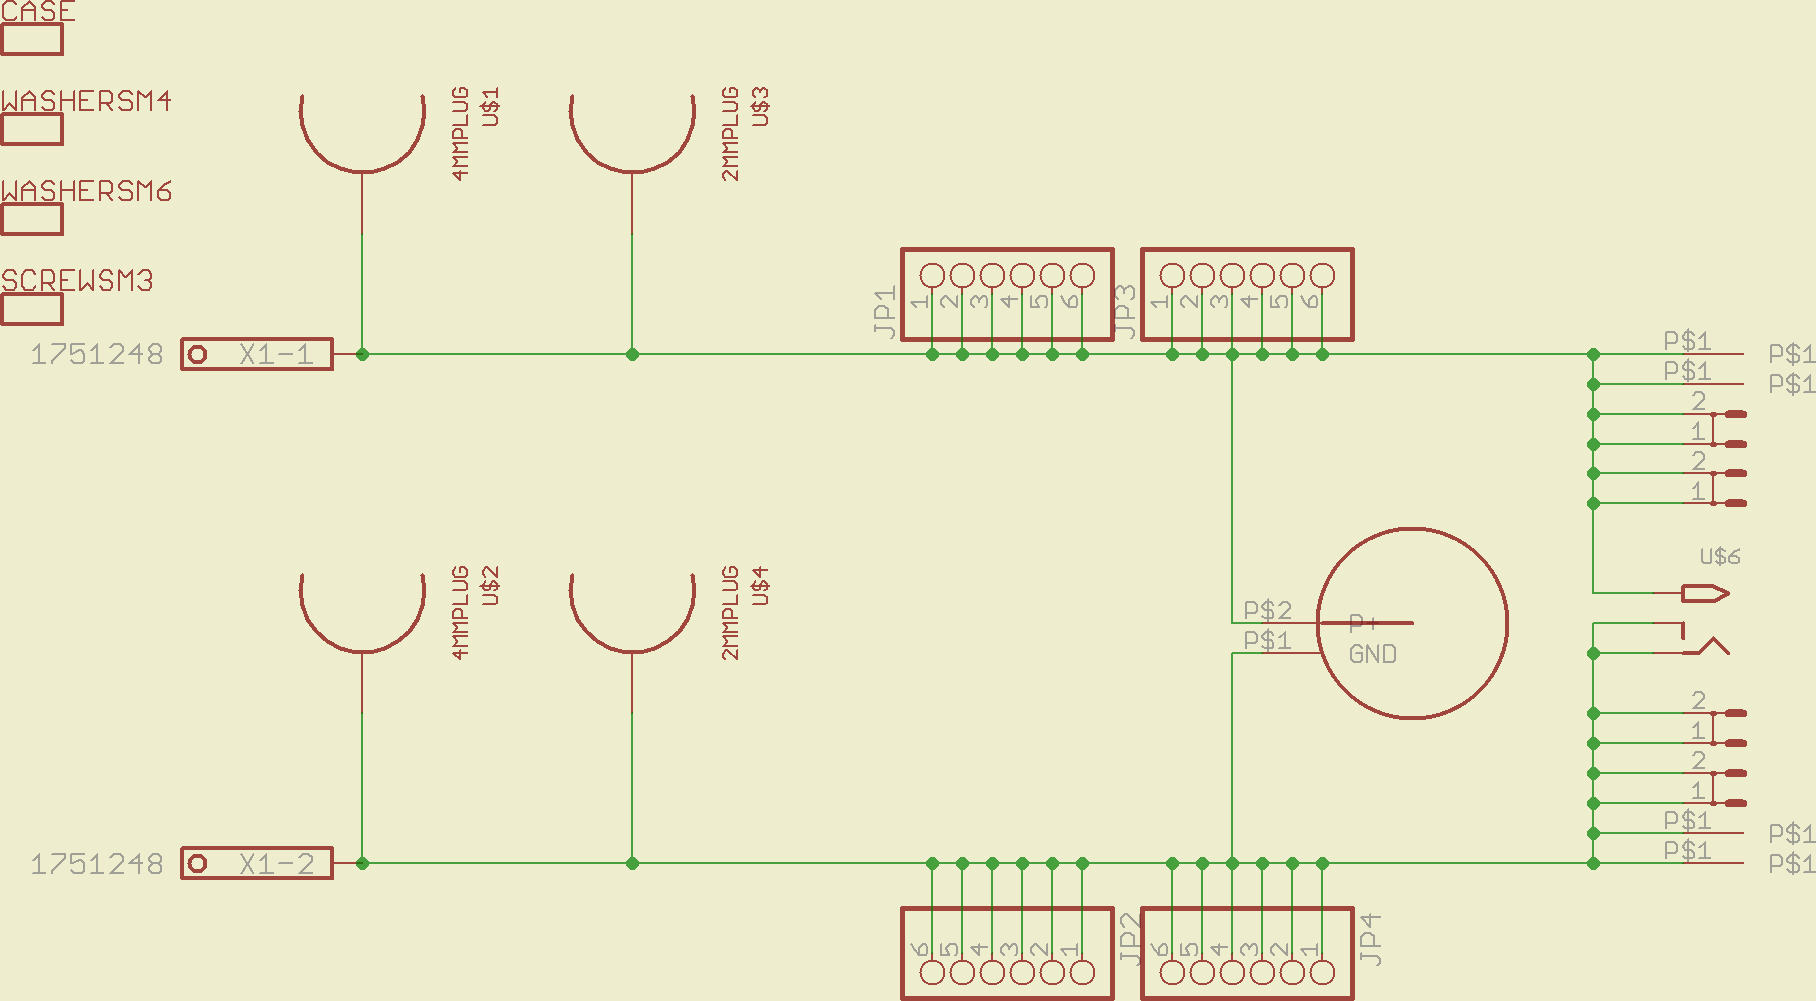 CASE
WASHERSM4
WASHERSM6
SCREWSM3
4MMPLUG
U$1
2MMPLUG
U$3
JP1
1 2 3 4 5 6
JP3
1 2 3 4 5 6
1751248
X1-1
P$1 P$1
P$1 P$1
2
1
2
1
U$6
4MMPLUG
U$2
2MMPLUG
U$4
P$2
P+
P$1
GND
2
1
2
1
P$1 P$1
P$1 P$1
1751248
X1-2
6 5 4 3 2 1
JP2
6 5 4 3 2 1
JP4